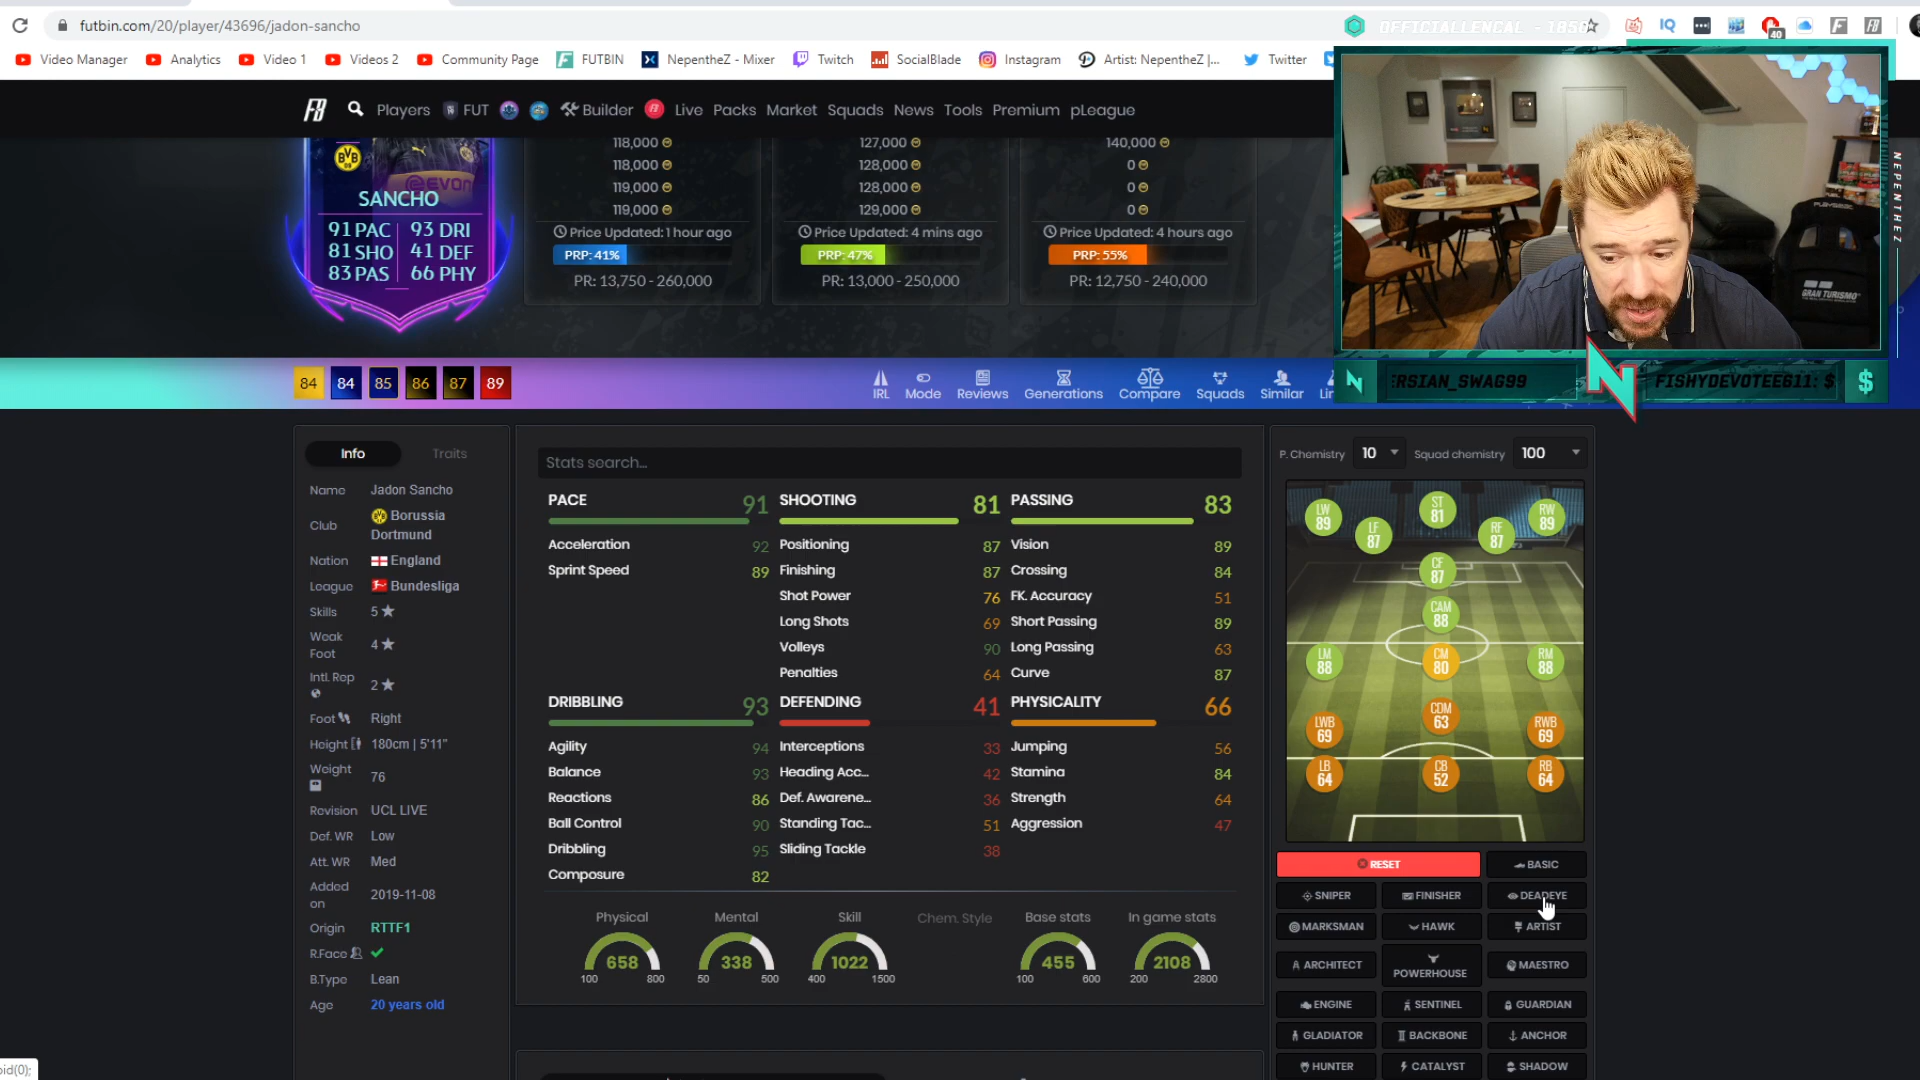 futbin.com/20/player/43696/jadon-sancho
OFFICIALLENCAL - 185
IQ
40
Video Manager Analytics Video 1 Videos 2 Community Page FUTBIN NepentheZ - Mixer Twitch SocialBlade Instagram Artist: NepentheZ |... Twitter
Players FUT Builder Live Packs Market Squads News Tools Premium pLeague
BVB
SANCHO
91 PAC 93 DRI
81 SHO 41 DEF
83 PAS 66 PHY
118,000
118,000
119,000
119,000
Price Updated: 1 hour ago
PRP: 41%
PR: 13,750 - 260,000
127,000
128,000
128,000
129,000
Price Updated: 4 mins ago
PRP: 47%
PR: 13,000 - 250,000
140,000
0
0
0
Price Updated: 4 hours ago
PRP: 55%
PR: 12,750 - 240,000
NEPENTHEZ
PLAYSEAT
GRAN TURISMO
RSIAN_SWAG99
FISHYDEVOTEE611: $
$
84 84 85 86 87 89
IRL Mode Reviews Generations Compare Squads Similar Lin
Info Traits
Name Jadon Sancho
Club Borussia Dortmund
Nation England
League Bundesliga
Skills 5
Weak Foot 4
Intl. Rep 2
Foot Right
Height 180cm | 5'11"
Weight 76
Revision UCL LIVE
Def. WR Low
Att. WR Med
Added on 2019-11-08
Origin RTTF1
R.Face
B.Type Lean
Age 20 years old
Stats search...
PACE 91
Acceleration 92
Sprint Speed 89
SHOOTING 81
Positioning 87
Finishing 87
Shot Power 76
Long Shots 69
Volleys 90
Penalties 64
PASSING 83
Vision 89
Crossing 84
FK. Accuracy 51
Short Passing 89
Long Passing 63
Curve 87
DRIBBLING 93
Agility 94
Balance 93
Reactions 86
Ball Control 90
Dribbling 95
Composure 82
DEFENDING 41
Interceptions 33
Heading Acc... 42
Def. Awarene... 36
Standing Tac... 51
Sliding Tackle 38
PHYSICALITY 66
Jumping 56
Stamina 84
Strength 64
Aggression 47
Physical Mental Skill Chem. Style Base stats In game stats
658 338 1022 455 2108
100 800 50 500 400 1500 100 600 200 2800
P. Chemistry 10 Squad chemistry 100
LW 89
ST 81
RW 89
LF 87
RF 87
CF 87
CAM 88
LM 88
CM 80
RM 88
LWB 69
CDM 63
RWB 69
LB 64
CB 52
RB 64
RESET BASIC
SNIPER FINISHER DEADEYE
MARKSMAN HAWK ARTIST
ARCHITECT POWERHOUSE MAESTRO
ENGINE SENTINEL GUARDIAN
GLADIATOR BACKBONE ANCHOR
HUNTER CATALYST SHADOW
oid(0);